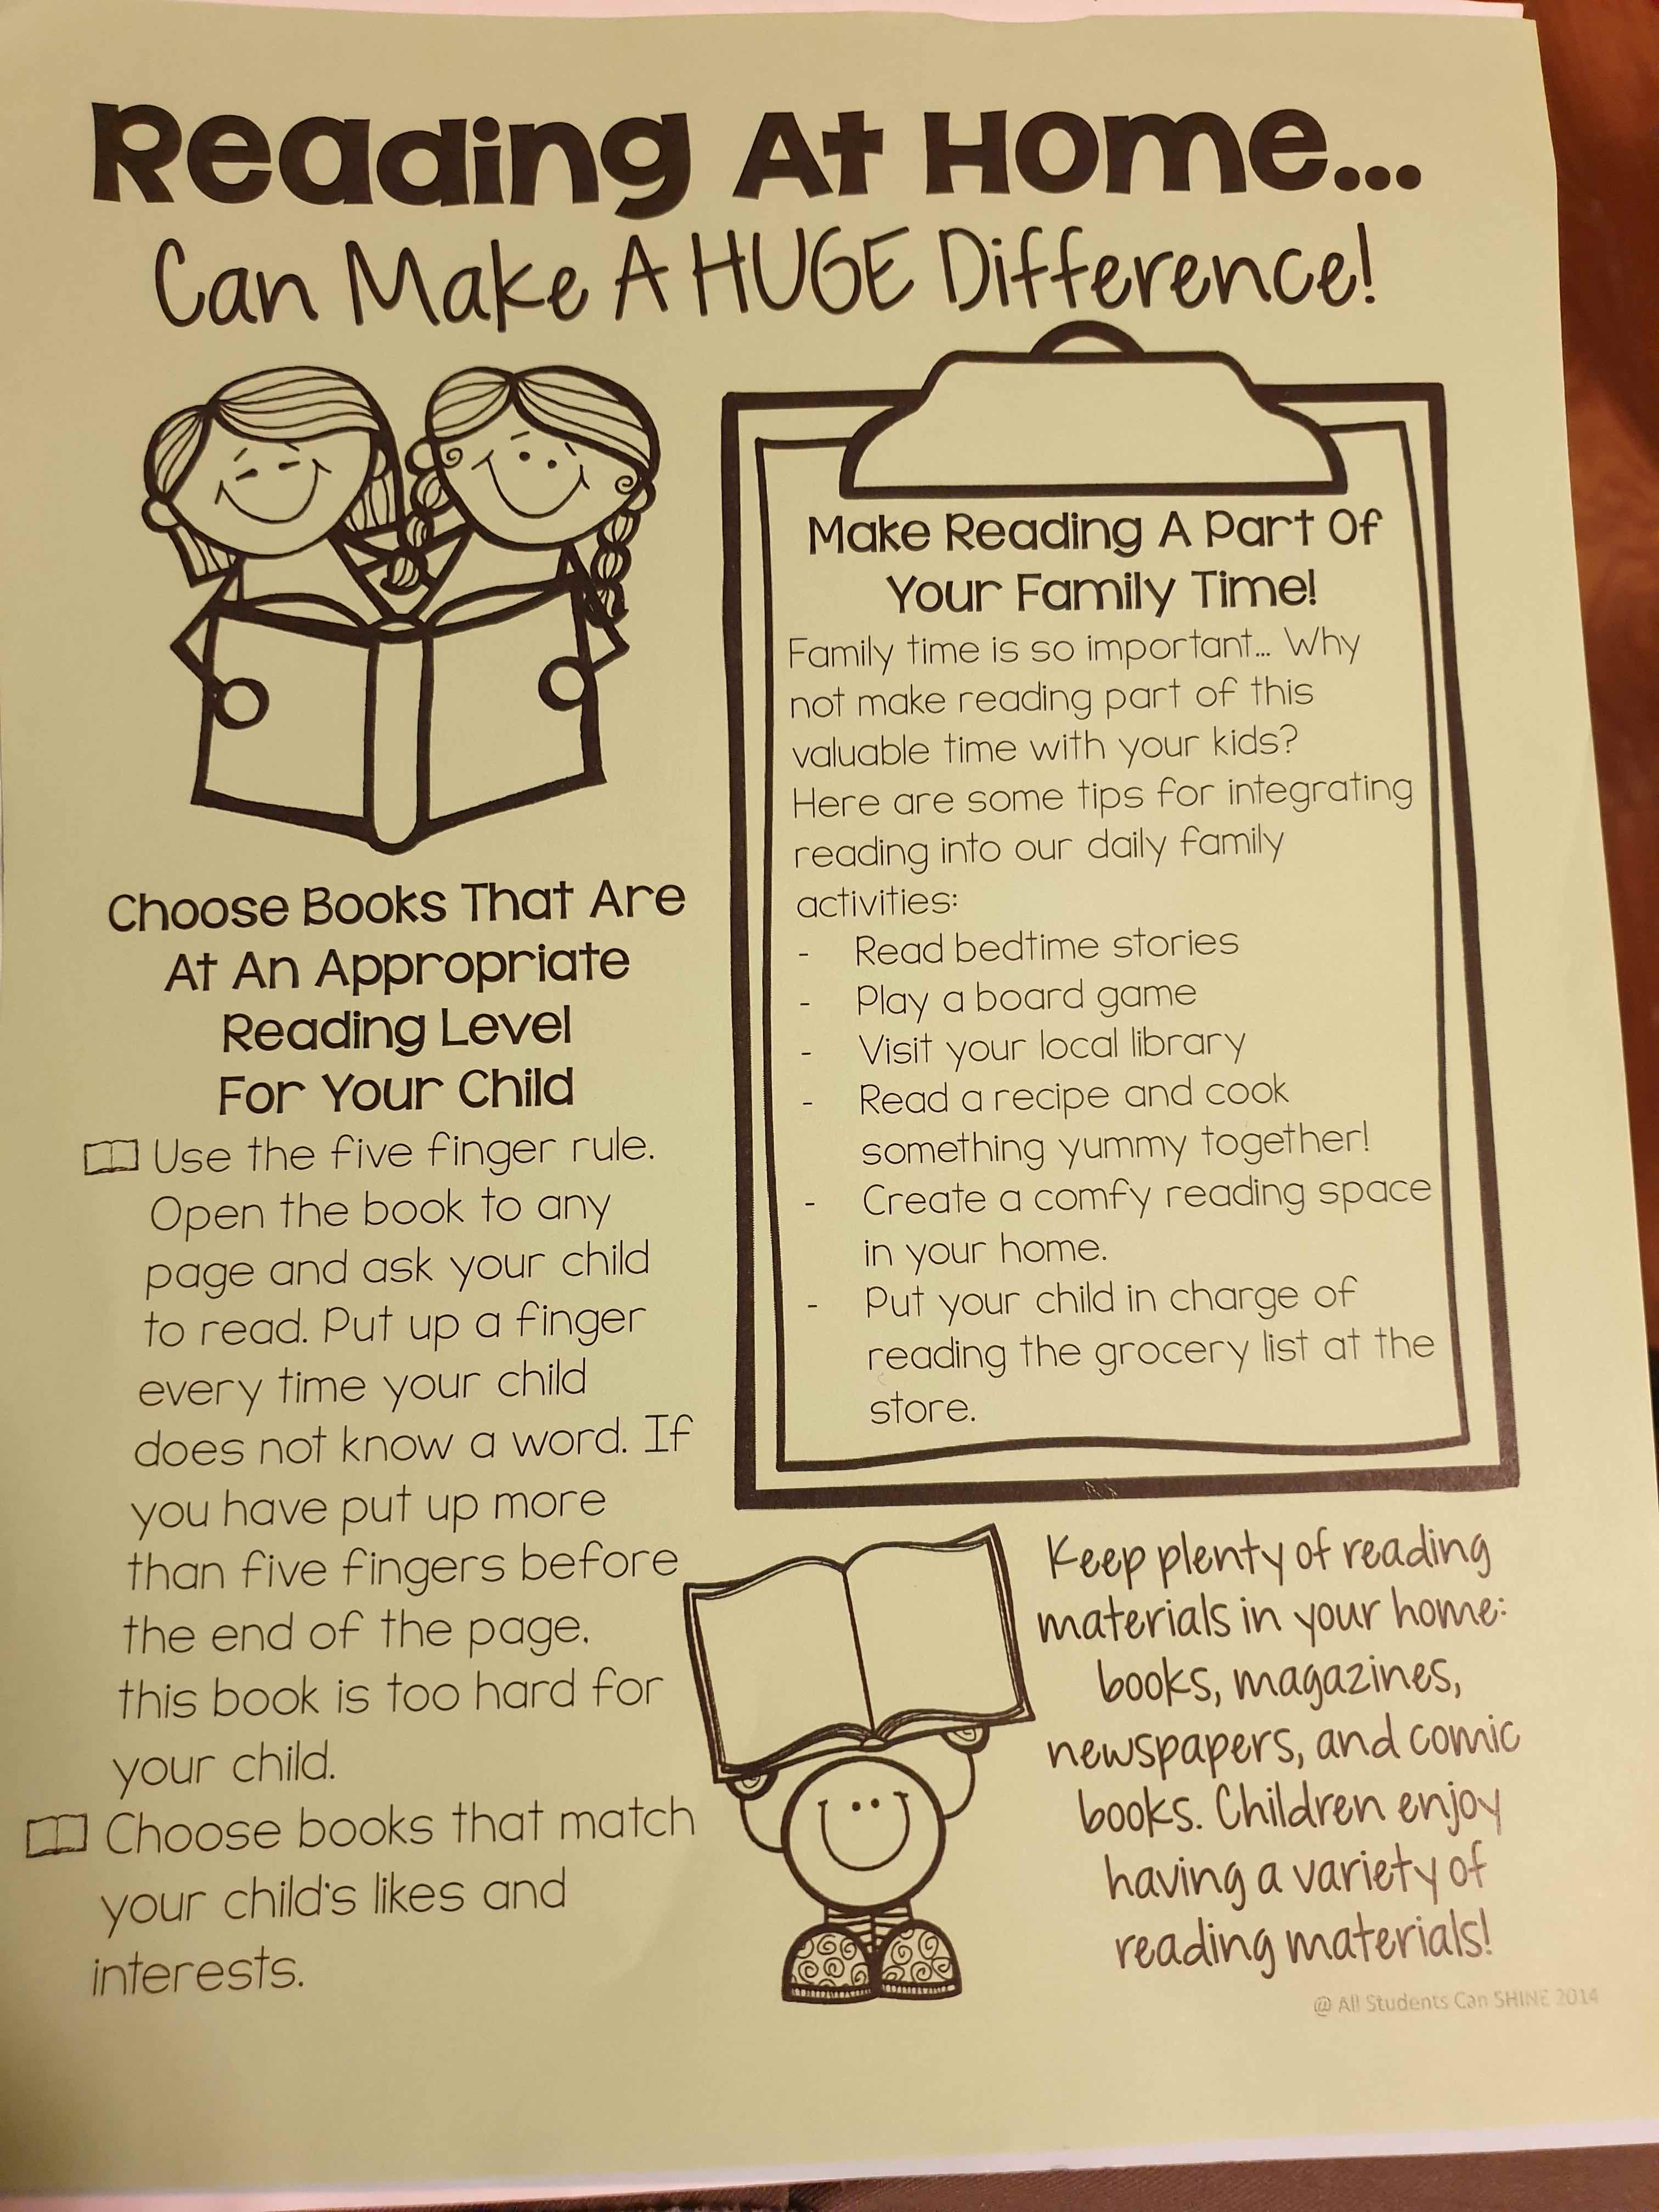 Reading At Home...
Can Make A HUGE Difference!
Choose Books That Are
At An Appropriate
Reading Level
For Your Child
Use the five finger rule.
Open the book to any
page and ask your child
to read. Put up a finger
every time your child
does not know a word. If
you have put up more
than five fingers before
the end of the page,
this book is too hard for
your child.
Choose books that match
your child's likes and
interests.
Make Reading A Part Of
Your Family Time!
Family time is so important... Why
not make reading part of this
valuable time with your kids?
Here are some tips for integrating
reading into our daily family
activities:
- Read bedtime stories
- Play a board game
- Visit your local library
- Read a recipe and cook
something yummy together!
- Create a comfy reading space
in your home.
- Put your child in charge of
reading the grocery list at the
store.
Keep plenty of reading
materials in your home:
books, magazines,
newspapers, and comic
books. Children enjoy
having a variety of
reading materials!
@ All Students Can SHINE 2014